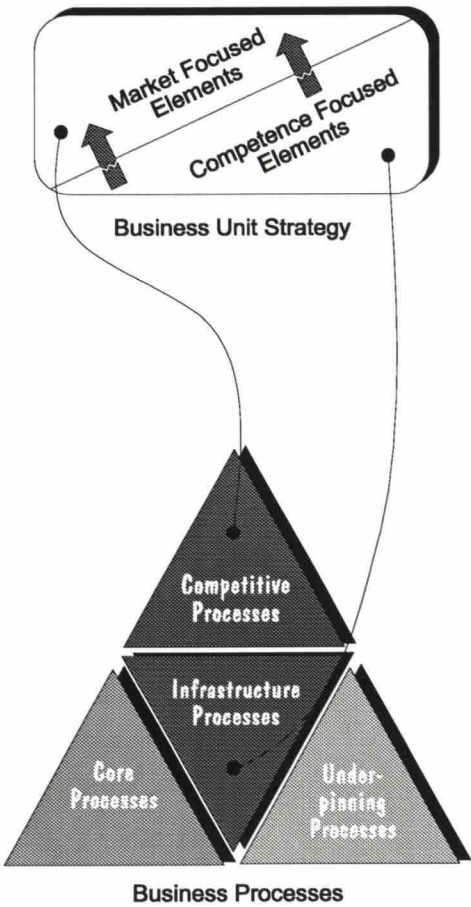 Market Focused
Elements
Competence Focused
Elements
Business Unit Strategy
Competitive
Processes
Infrastructure
Processes
Core
Processes
Under-
pinning
Processes
Business Processes